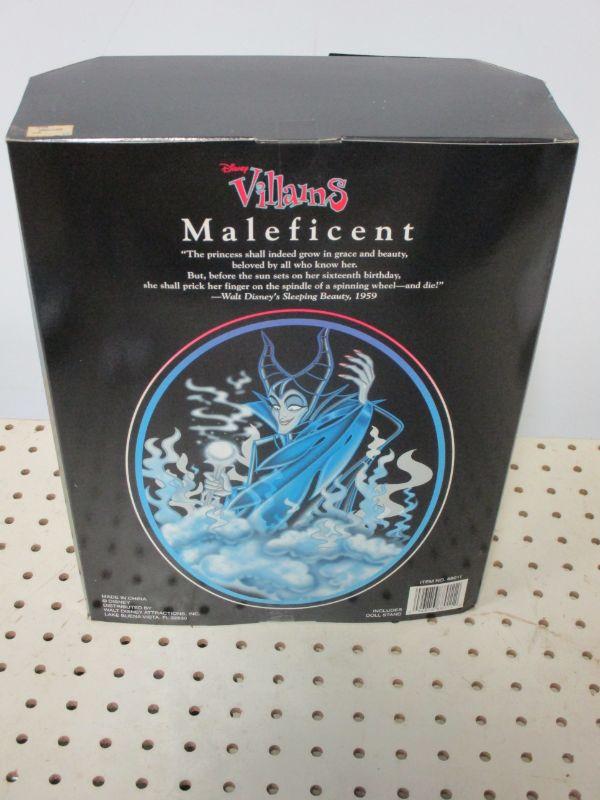 Disney
Villains
Maleficent
“The princess shall indeed grow in grace and beauty,
beloved by all who know her.
But, before the sun sets on her sixteenth birthday,
she shall prick her finger on the spindle of a spinning wheel—and die!”
—Walt Disney's Sleeping Beauty, 1959
MADE IN CHINA
© DISNEY
DISTRIBUTED BY
WALT DISNEY ATTRACTIONS, INC.
LAKE BUENA VISTA, FL 32830
INCLUDES
DOLL STAND
ITEM NO.